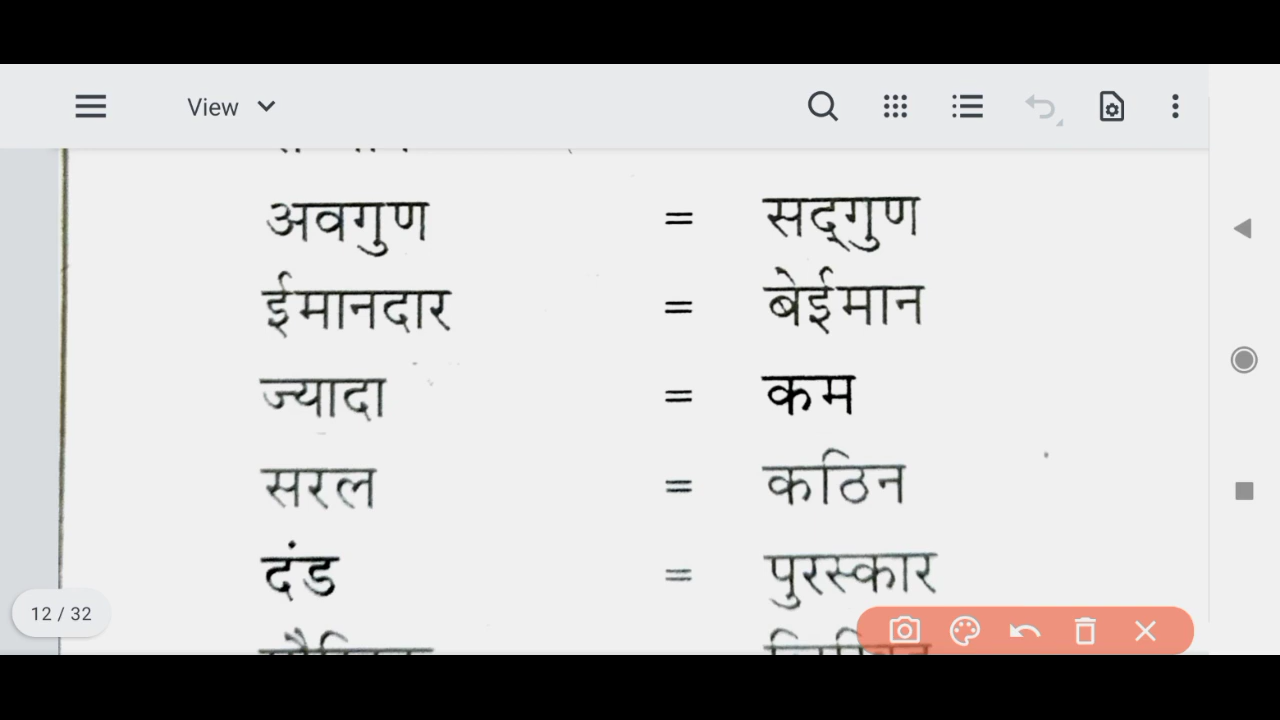 View
अवगुण = सद्गुण
ईमानदार = बेईमान
ज्यादा = कम
सरल = कठिन
दंड = पुरस्कार
12 / 32